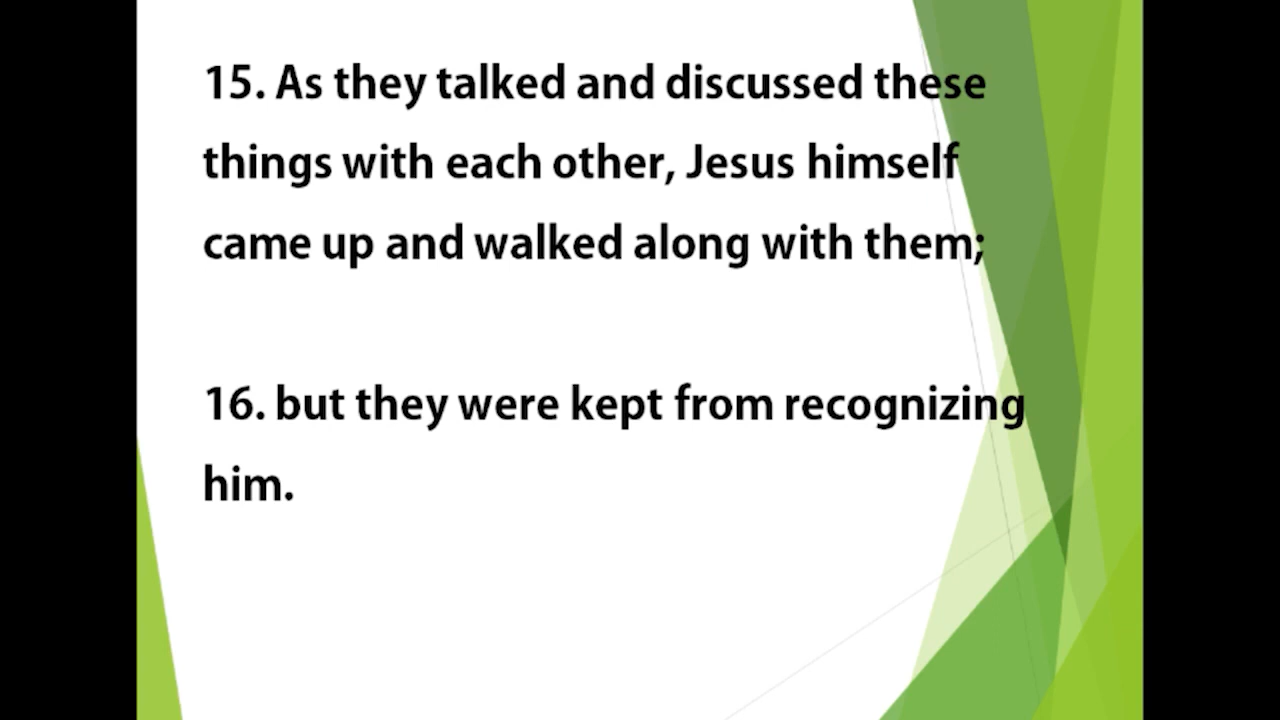 15. As they talked and discussed these
things with each other, Jesus himself
came up and walked along with them;
16. but they were kept from recognizing
him.